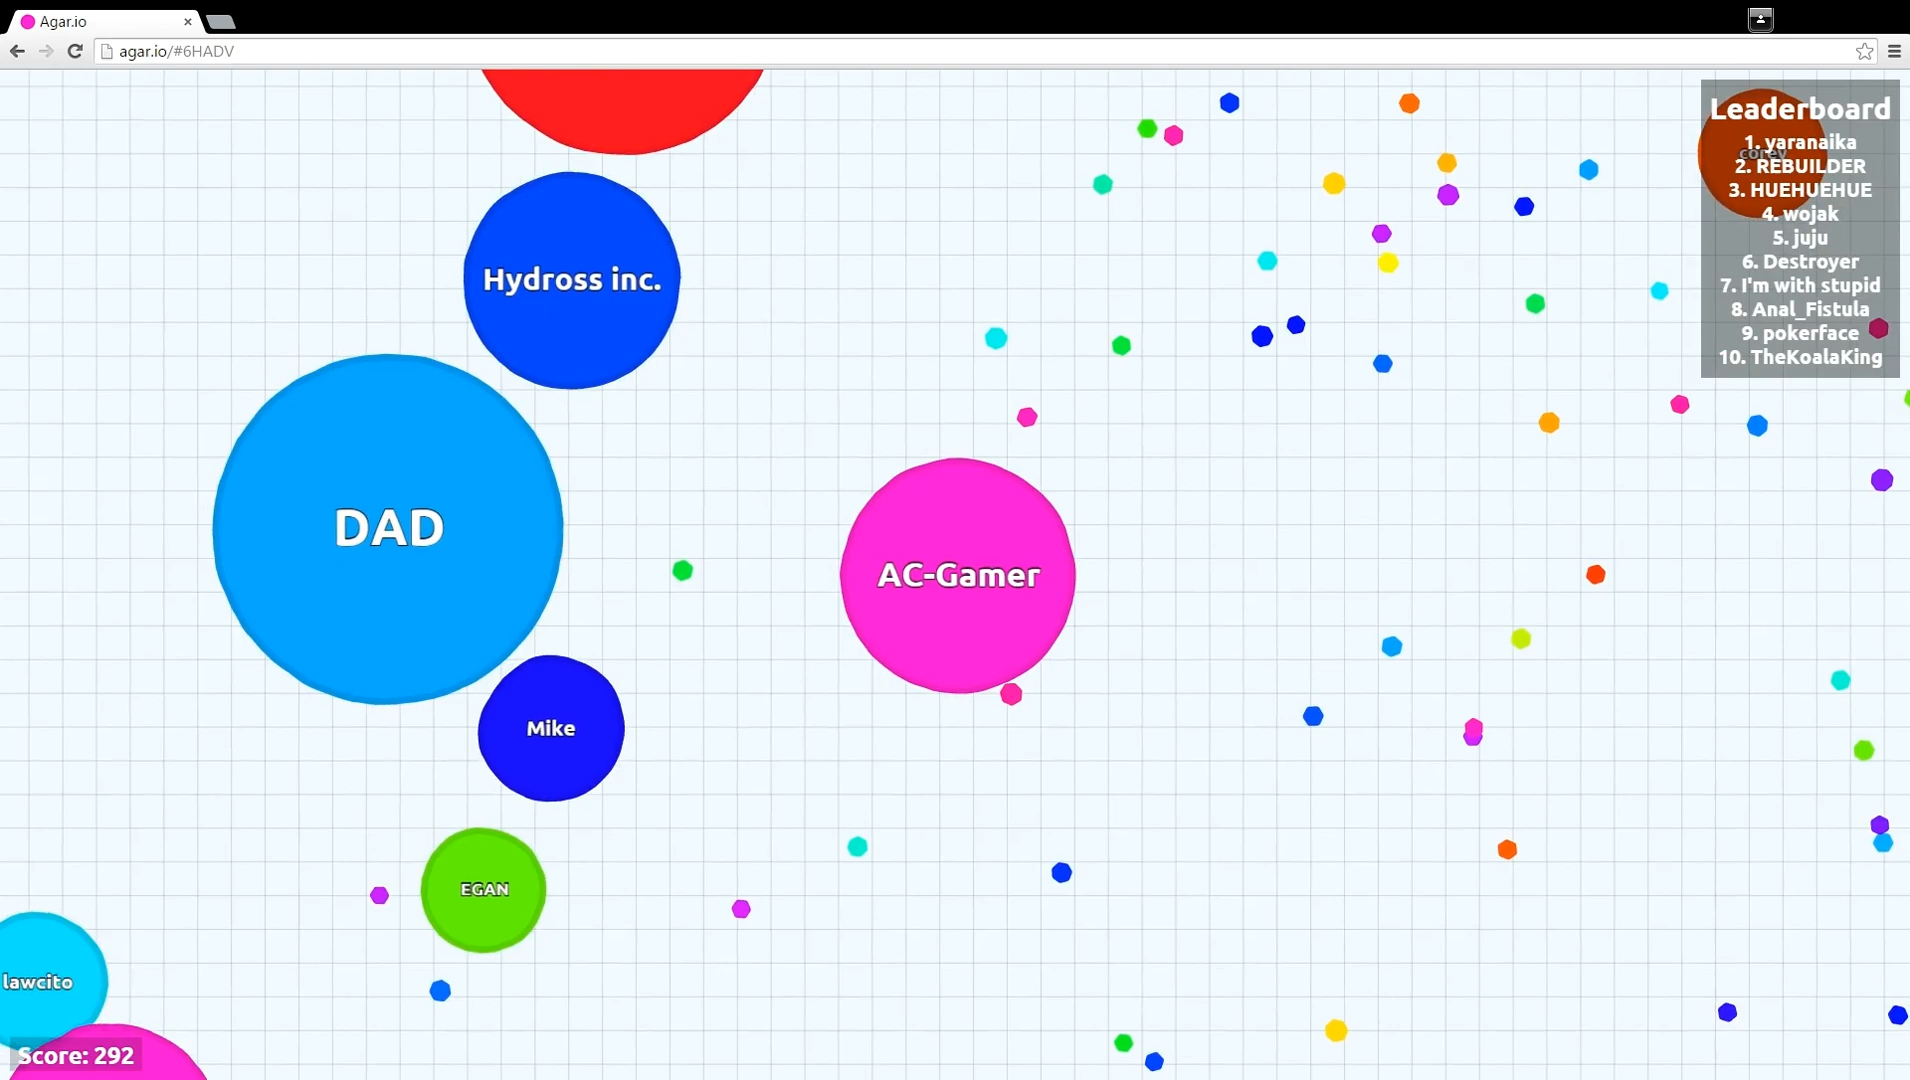 Agar.io
agar.io/#6HADV
Leaderboard
corey
1. yaranaika
2. REBUILDER
3. HUEHUEHUE
4. wojak
5. juju
6. Destroyer
7. I'm with stupid
8. Anal_Fistula
9. pokerface
10. TheKoalaKing
Hydross inc.
DAD
AC-Gamer
Mike
EGAN
lawcito
Score: 292